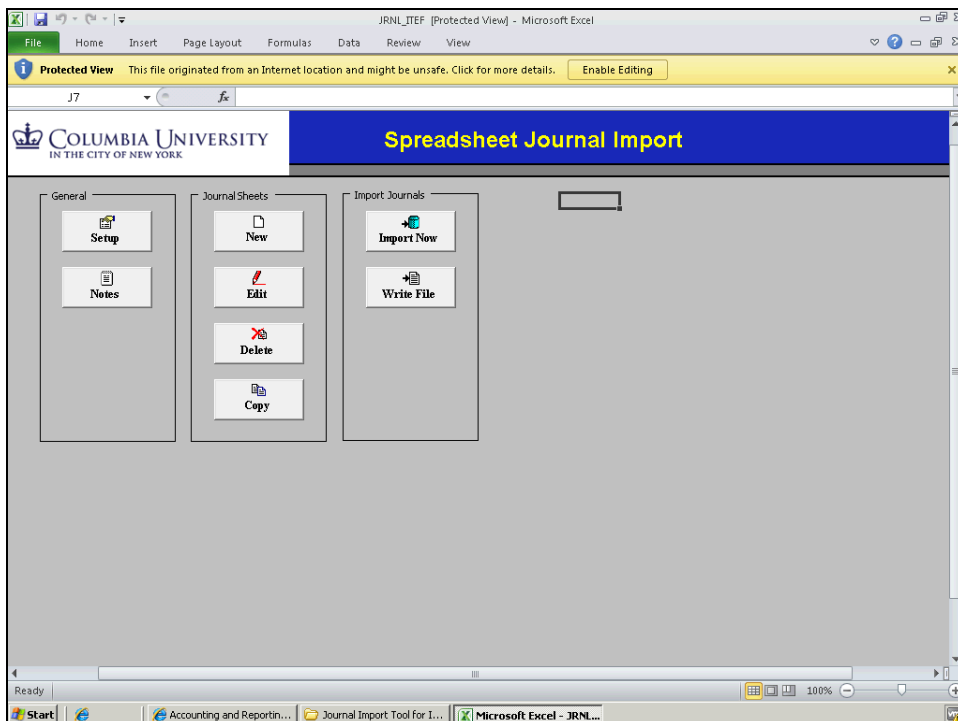 JRNL_ITEF [Protected View] - Microsoft Excel
File Home Insert Page Layout Formulas Data Review View
Protected View This file originated from an Internet location and might be unsafe. Click for more details. Enable Editing
J7 fx
COLUMBIA UNIVERSITY
IN THE CITY OF NEW YORK
Spreadsheet Journal Import
General Journal Sheets Import Journals
Setup New Import Now
Notes Edit Write File
Delete
Copy
Ready 100%
Start Accounting and Reportin... Journal Import Tool for I... Microsoft Excel - JRNL...